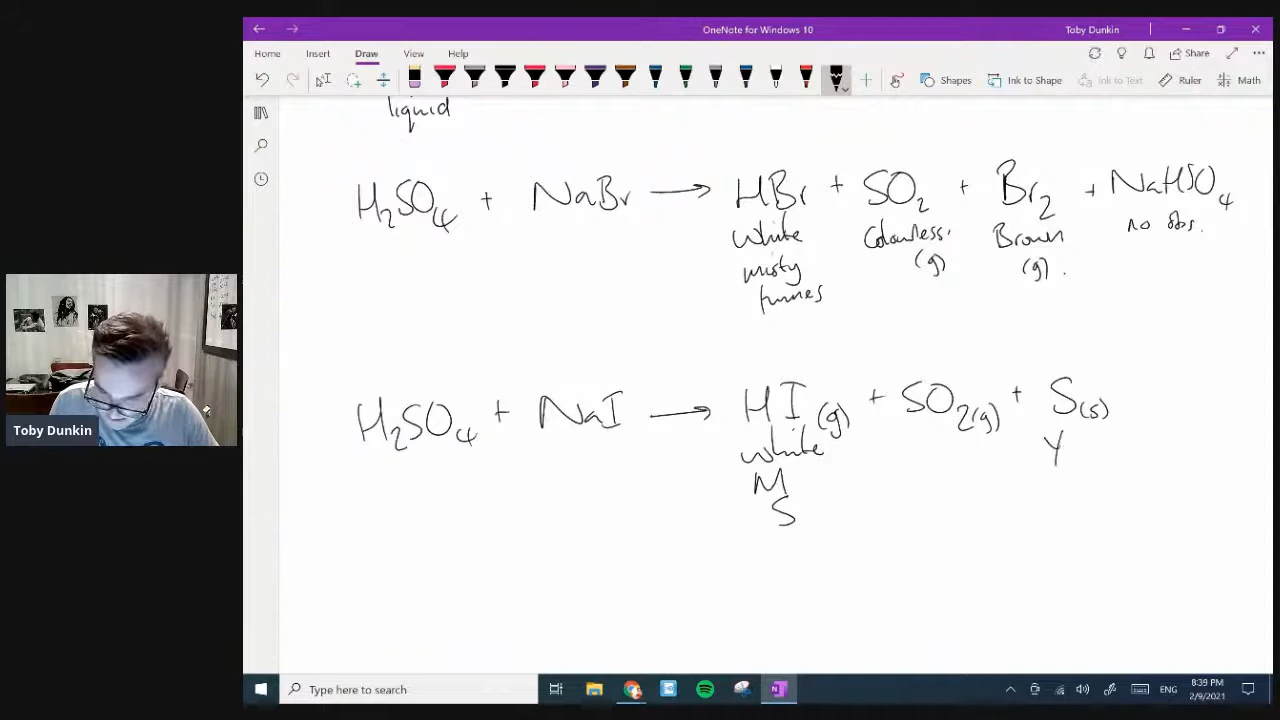 OneNote for Windows 10
Toby Dunkin
Home Insert Draw View Help
Share
Shapes Ink to Shape Ink to Text Ruler Math
liquid
H₂SO₄ + NaBr → HBr + SO₂ + Br₂ + NaHSO₄
white Colourless. Brown no obs.
misty (g) (g).
fumes
H₂SO₄ + NaI → HI(g) + SO₂(g) + S(s)
white Y
M
S
Toby Dunkin
Type here to search
ENG
8:39 PM
2/9/2021